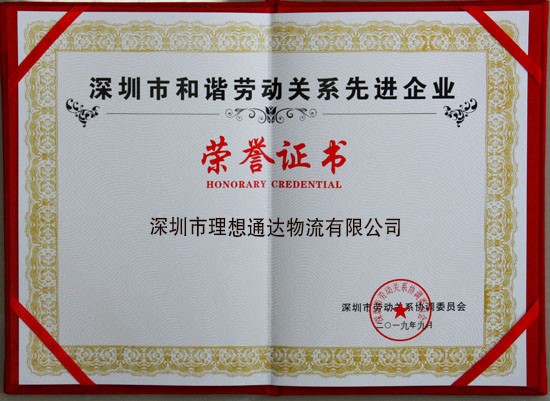 深圳市和谐劳动关系先进企业
荣誉证书
HONORARY CREDENTIAL
深圳市理想通达物流有限公司
深圳市劳动关系协调委员会
二〇一九年九月